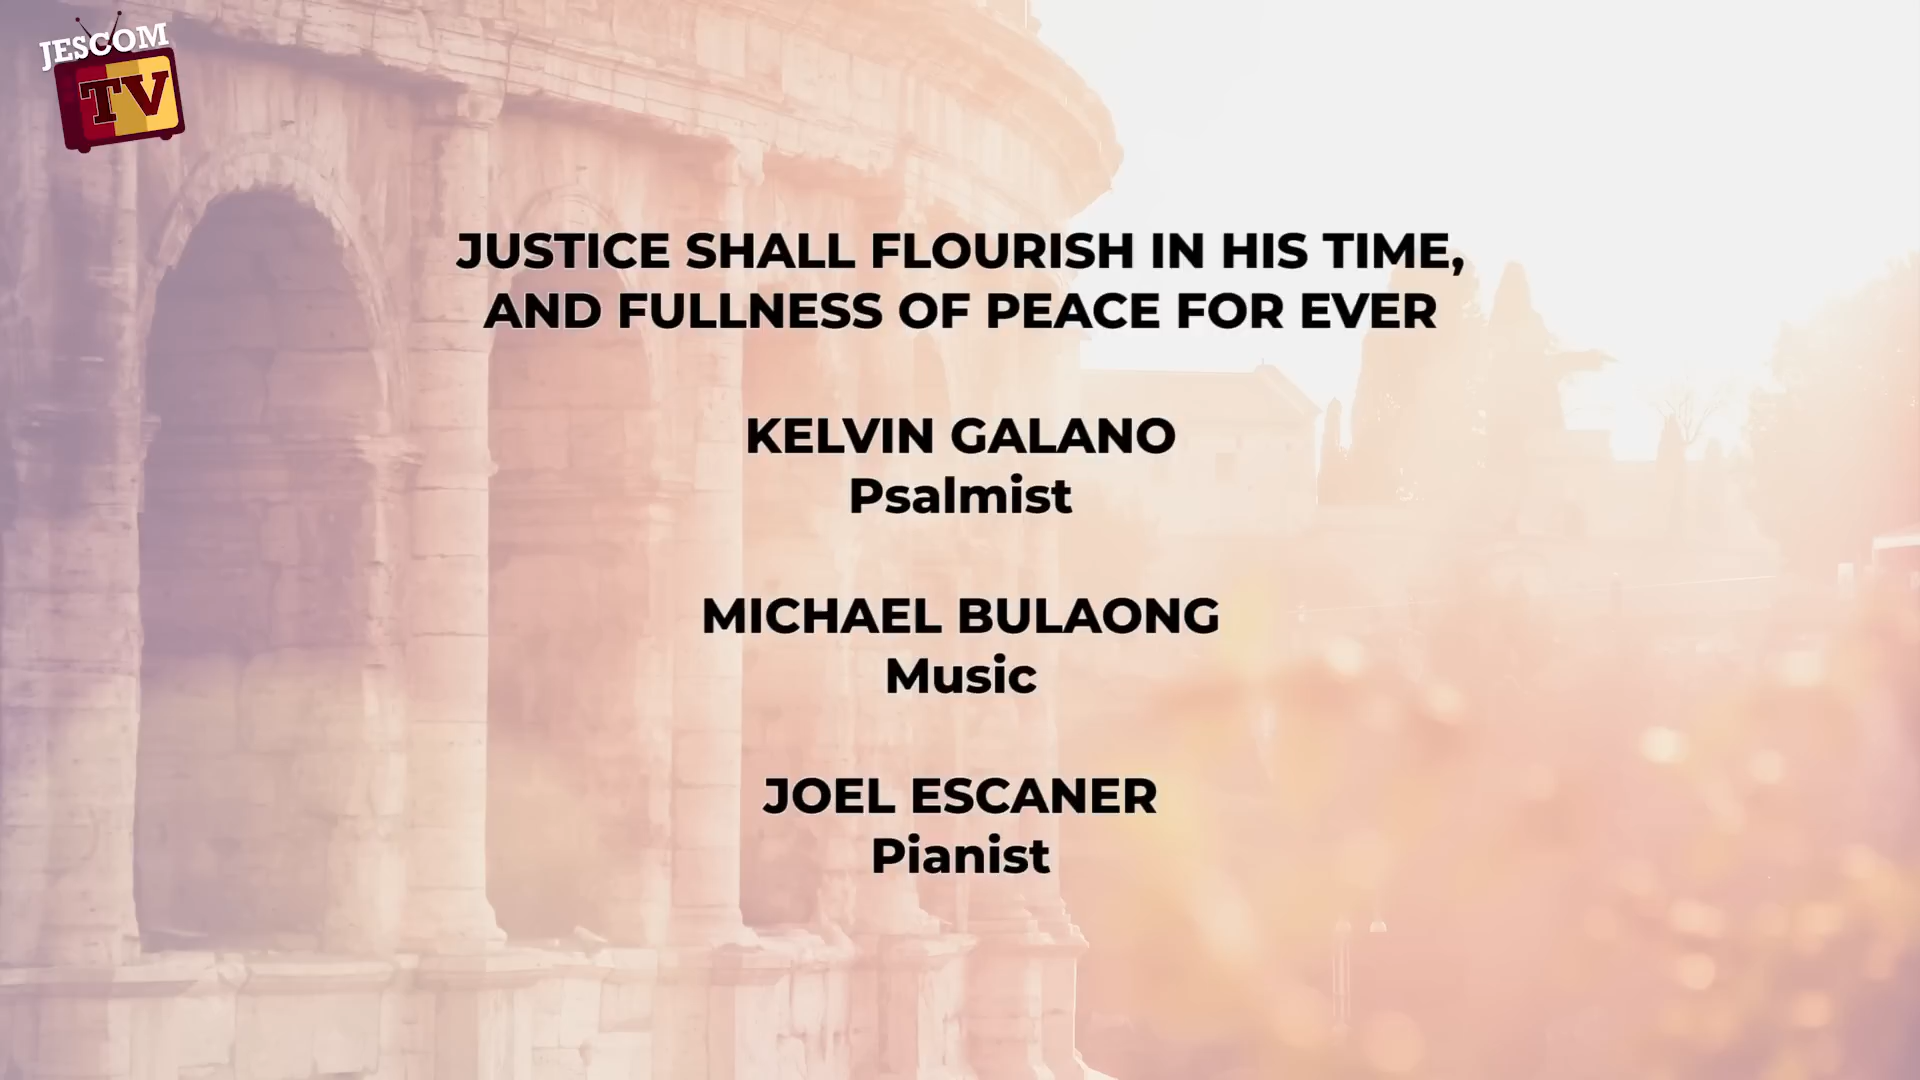 JESCOM
TV
JUSTICE SHALL FLOURISH IN HIS TIME,
AND FULLNESS OF PEACE FOR EVER
KELVIN GALANO
Psalmist
MICHAEL BULAONG
Music
JOEL ESCANER
Pianist